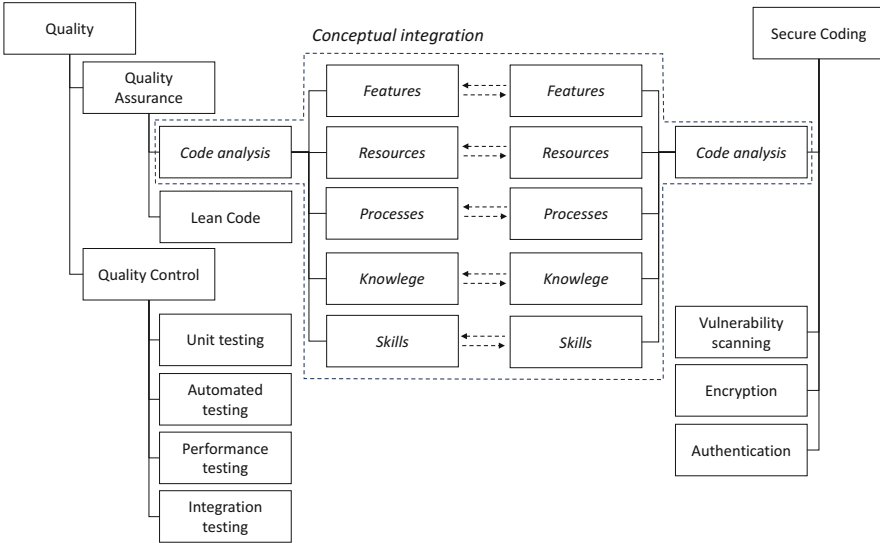 Quality
Conceptual integration
Secure Coding
Quality
Assurance
Features
Features
Code analysis
Resources
Resources
Code analysis
Lean Code
Processes
Processes
Quality Control
Knowlege
Knowlege
Unit testing
Skills
Skills
Vulnerability
scanning
Automated
testing
Encryption
Performance
testing
Authentication
Integration
testing